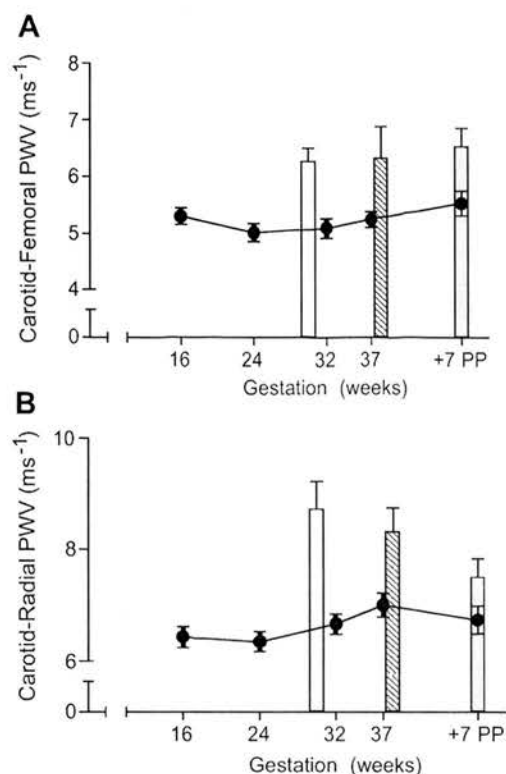 A
Carotid-Femoral PWV (ms⁻¹)
8
7
6
5
4
0
16 24 32 37 +7 PP
Gestation (weeks)
B
Carotid-Radial PWV (ms⁻¹)
10
8
6
0
16 24 32 37 +7 PP
Gestation (weeks)